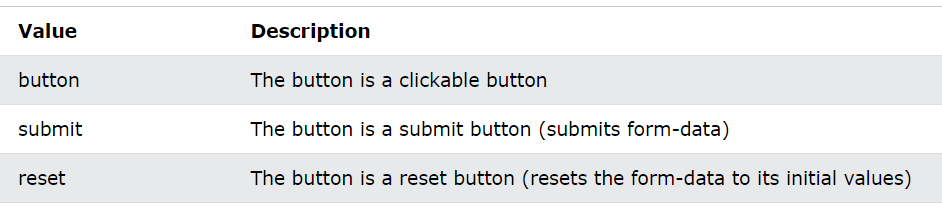 Value Description
button The button is a clickable button
submit The button is a submit button (submits form-data)
reset The button is a reset button (resets the form-data to its initial values)